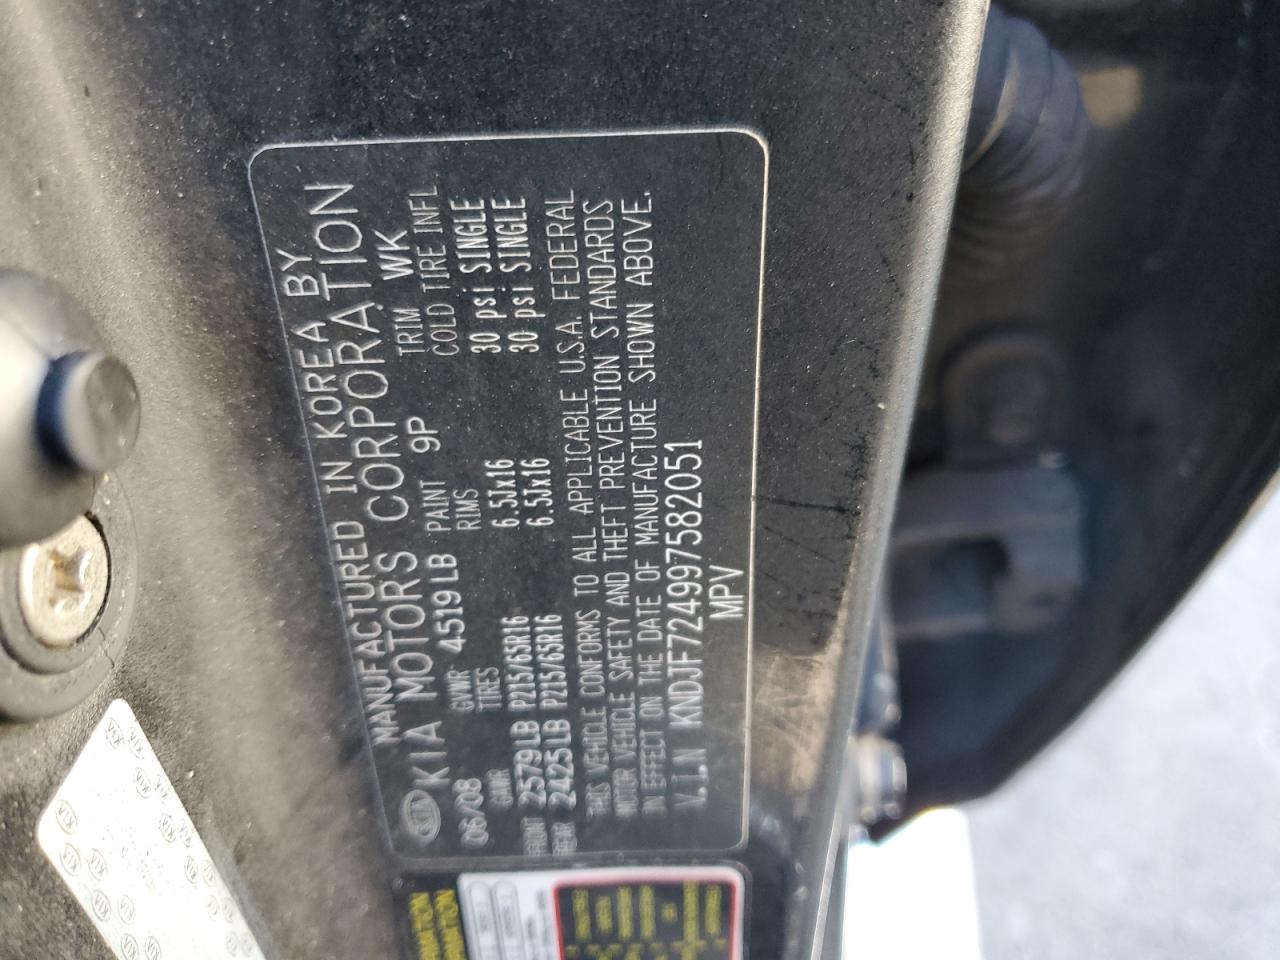 MANUFACTURED IN KOREA BY
KIA KIA MOTORS CORPORATION
06/08 GVWR 4519LB PAINT 9P TRIM WK
GAWR TIRES RIMS COLD TIRE INFL
FRONT 2579LB P215/65R16 6.5Jx16 30 psi SINGLE
REAR 2425LB P215/65R16 6.5Jx16 30 psi SINGLE
THIS VEHICLE CONFORMS TO ALL APPLICABLE U.S.A. FEDERAL
MOTOR VEHICLE SAFETY AND THEFT PREVENTION STANDARDS
IN EFFECT ON THE DATE OF MANUFACTURE SHOWN ABOVE.
V.I.N KNDJF724997582051
MPV